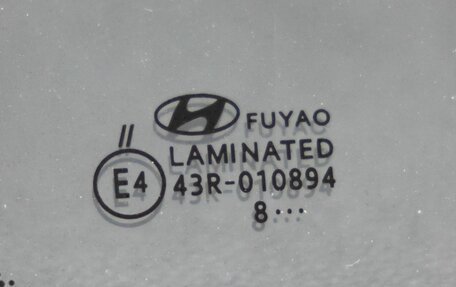 FUYAO
//
LAMINATED
E4 43R-010894
8...